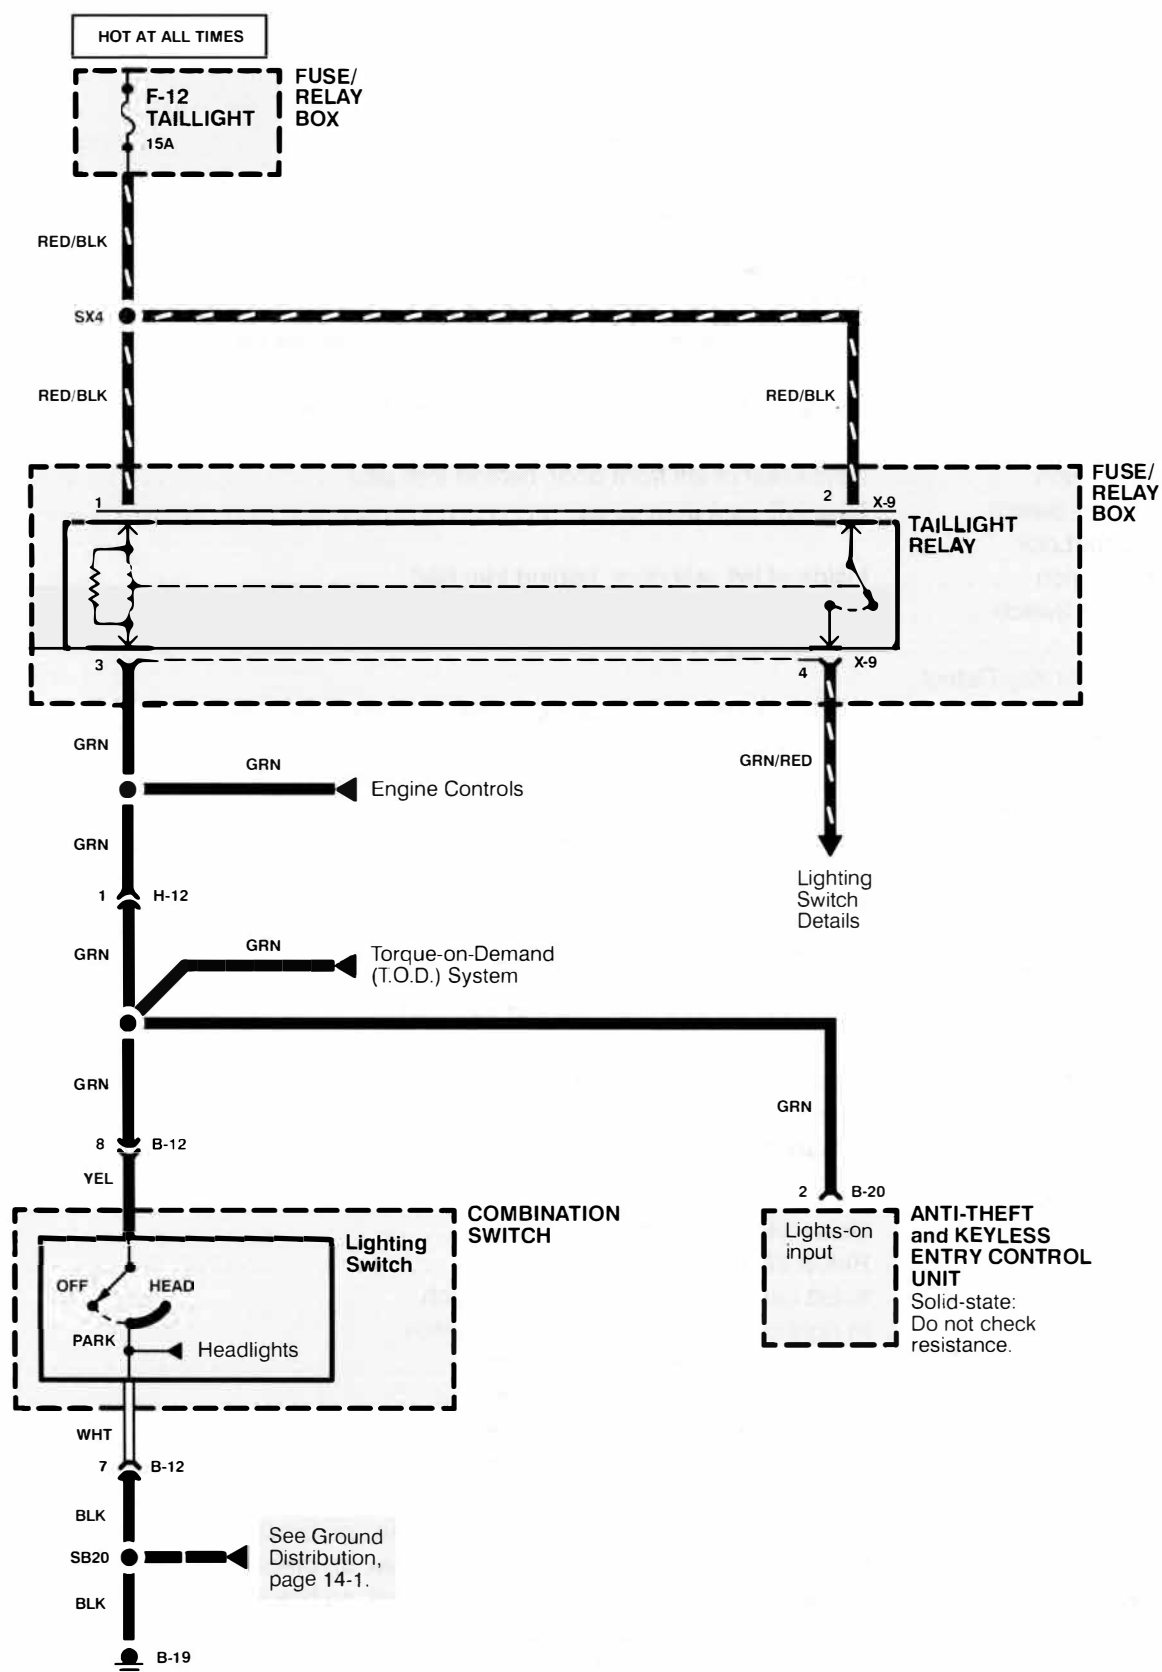 HOT AT ALL TIMES
F-12
TAILLIGHT
15A
FUSE/
RELAY
BOX
RED/BLK
SX4
RED/BLK
RED/BLK
1
2
X-9
FUSE/
RELAY
BOX
TAILLIGHT
RELAY
3
4
X-9
GRN
GRN
Engine Controls
GRN/RED
GRN
1
H-12
Lighting
Switch
Details
GRN
GRN
Torque-on-Demand
(T.O.D.) System
GRN
GRN
8
B-12
YEL
2
B-20
COMBINATION
SWITCH
Lighting
Switch
OFF
HEAD
PARK
Headlights
Lights-on
input
ANTI-THEFT
and KEYLESS
ENTRY CONTROL
UNIT
Solid-state:
Do not check
resistance.
WHT
7
B-12
BLK
SB20
See Ground
Distribution,
page 14-1.
BLK
B-19